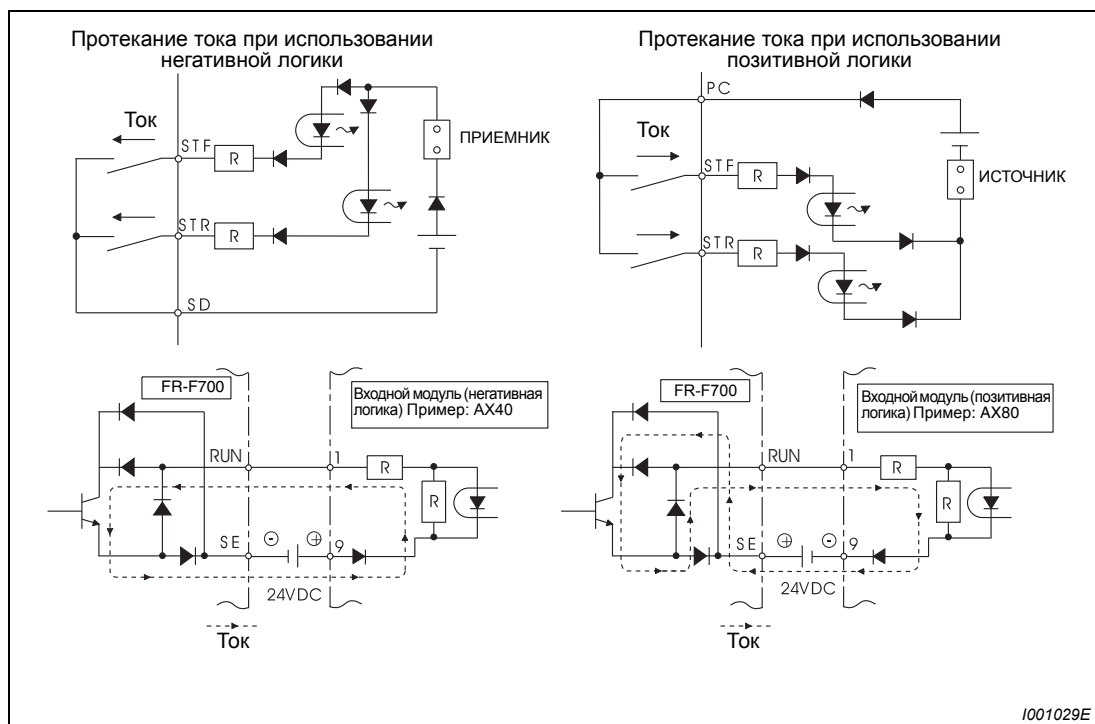 Протекание тока при использовании
негативной логики
Ток
STF
R
ПРИЕМНИК
STR
R
SD
Протекание тока при использовании
позитивной логики
PC
Ток
STF
R
ИСТОЧНИК
STR
R
FR-F700
Входной модуль (негативная
логика) Пример: AX40
RUN
1
R
R
SE
9
24VDC
Ток
FR-F700
Входной модуль (позитивная
логика) Пример: AX80
RUN
1
R
R
SE
9
24VDC
Ток
I001029E